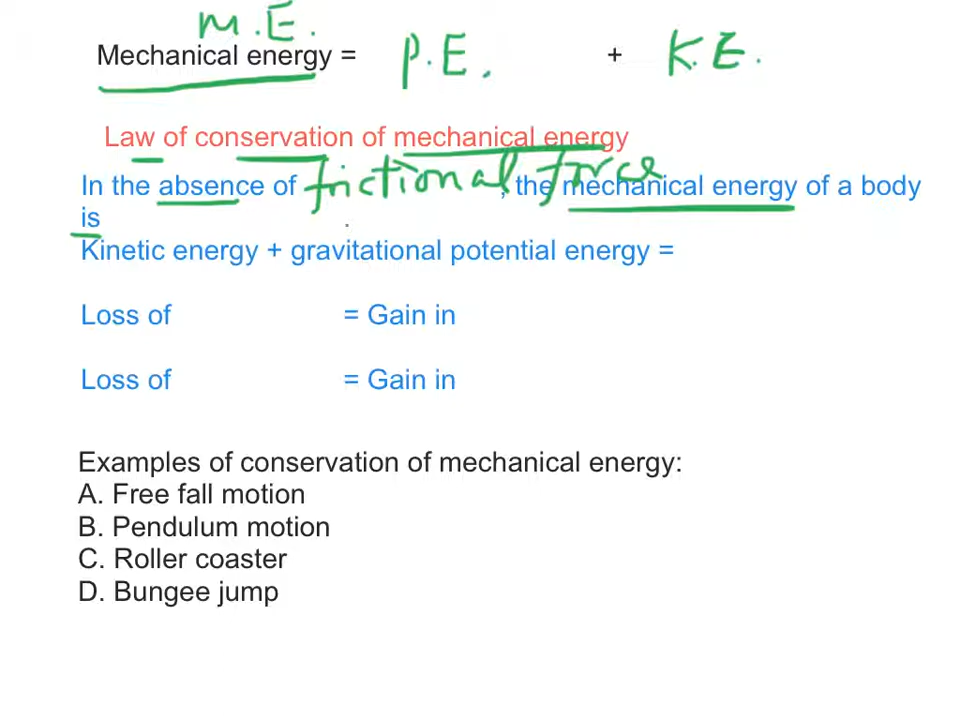 M.E.
Mechanical energy = P.E. + K.E.
Law of conservation of mechanical energy
In the absence of frictional force, the mechanical energy of a body
is .
Kinetic energy + gravitational potential energy =
Loss of = Gain in
Loss of = Gain in
Examples of conservation of mechanical energy:
A. Free fall motion
B. Pendulum motion
C. Roller coaster
D. Bungee jump